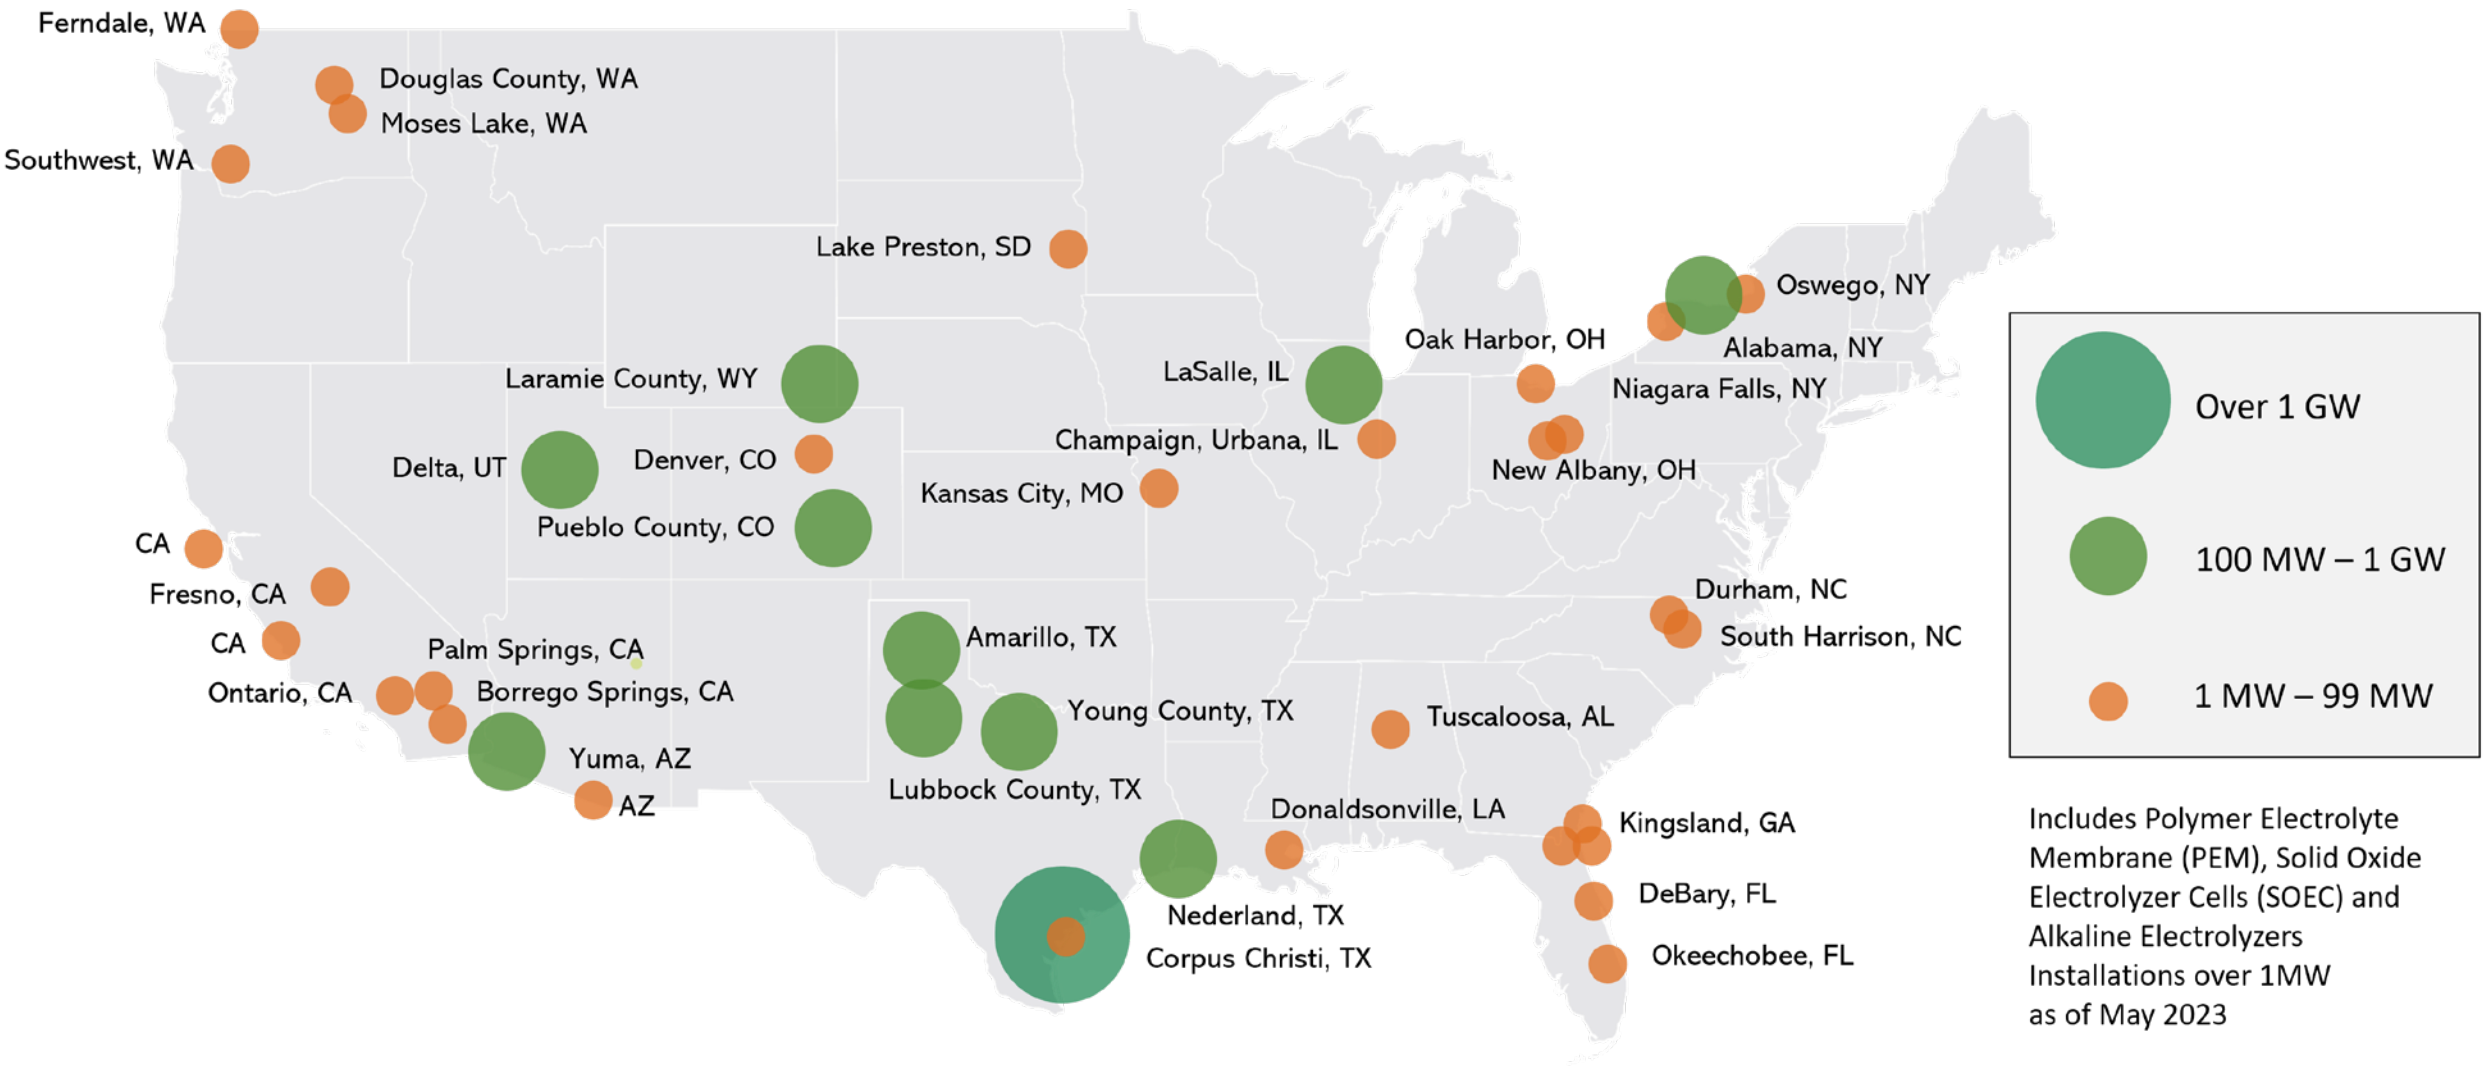 Ferndale, WA
Douglas County, WA
Moses Lake, WA
Southwest, WA
Lake Preston, SD
Oswego, NY
Oak Harbor, OH
Alabama, NY
LaSalle, IL
Laramie County, WY
Niagara Falls, NY
Champaign, Urbana, IL
Denver, CO
Delta, UT
New Albany, OH
Kansas City, MO
Pueblo County, CO
CA
Fresno, CA
Durham, NC
CA
Amarillo, TX
South Harrison, NC
Palm Springs, CA
Ontario, CA
Borrego Springs, CA
Young County, TX
Tuscaloosa, AL
Yuma, AZ
Lubbock County, TX
AZ
Donaldsonville, LA
Kingsland, GA
DeBary, FL
Nederland, TX
Corpus Christi, TX
Okeechobee, FL
Over 1 GW
100 MW – 1 GW
1 MW – 99 MW
Includes Polymer Electrolyte
Membrane (PEM), Solid Oxide
Electrolyzer Cells (SOEC) and
Alkaline Electrolyzers
Installations over 1MW
as of May 2023